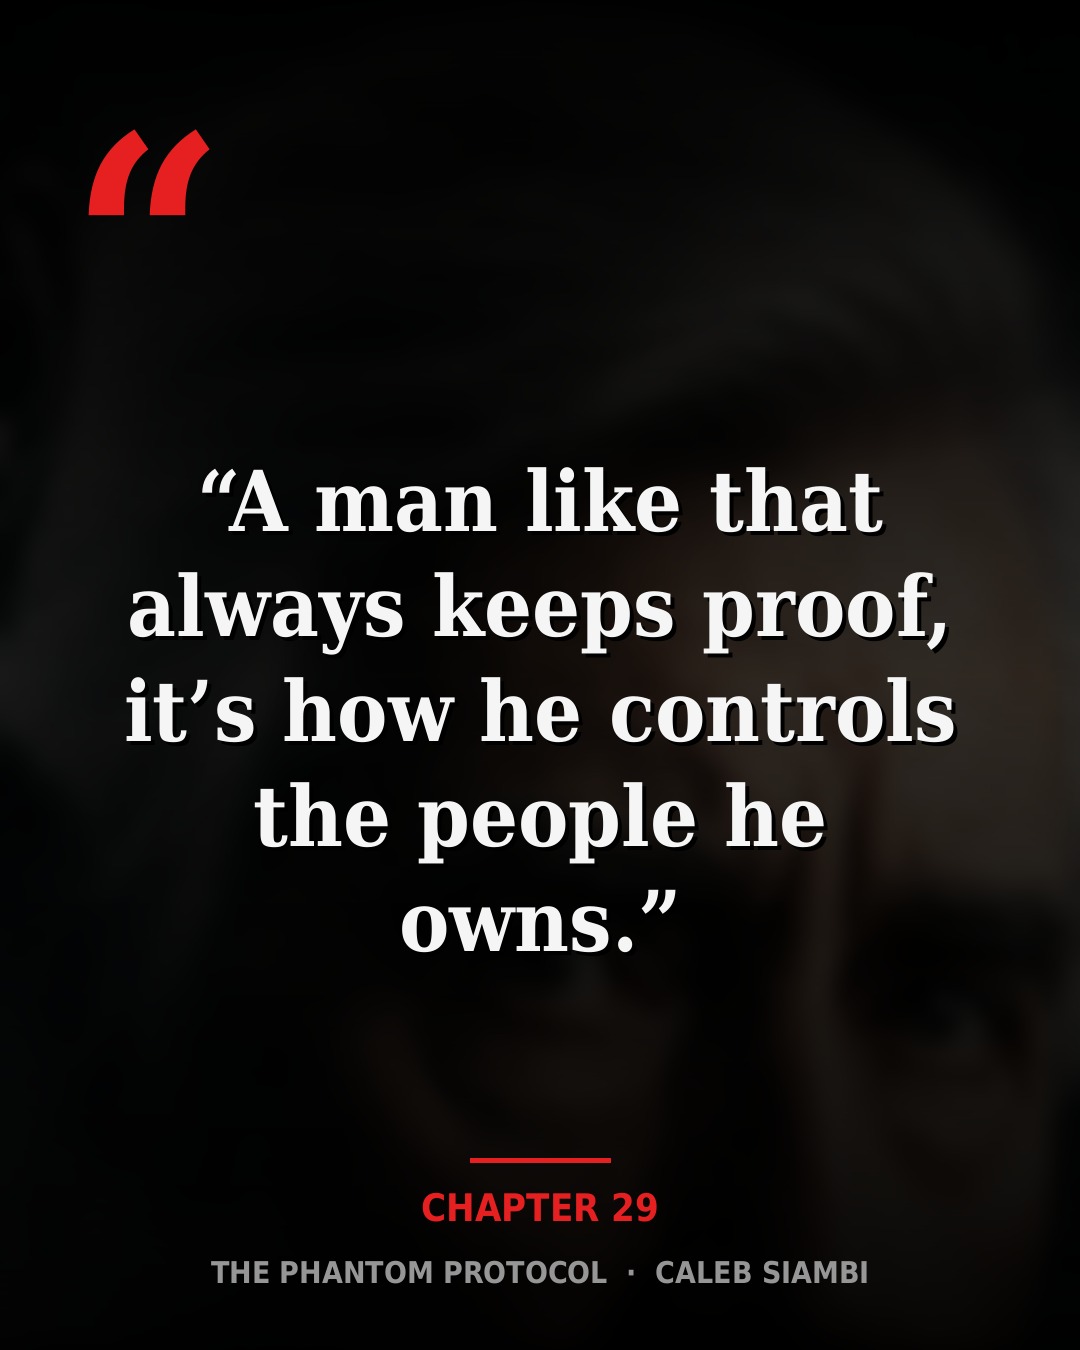 “
“A man like that
always keeps proof,
it’s how he controls
the people he
owns.”
CHAPTER 29
THE PHANTOM PROTOCOL · CALEB SIAMBI